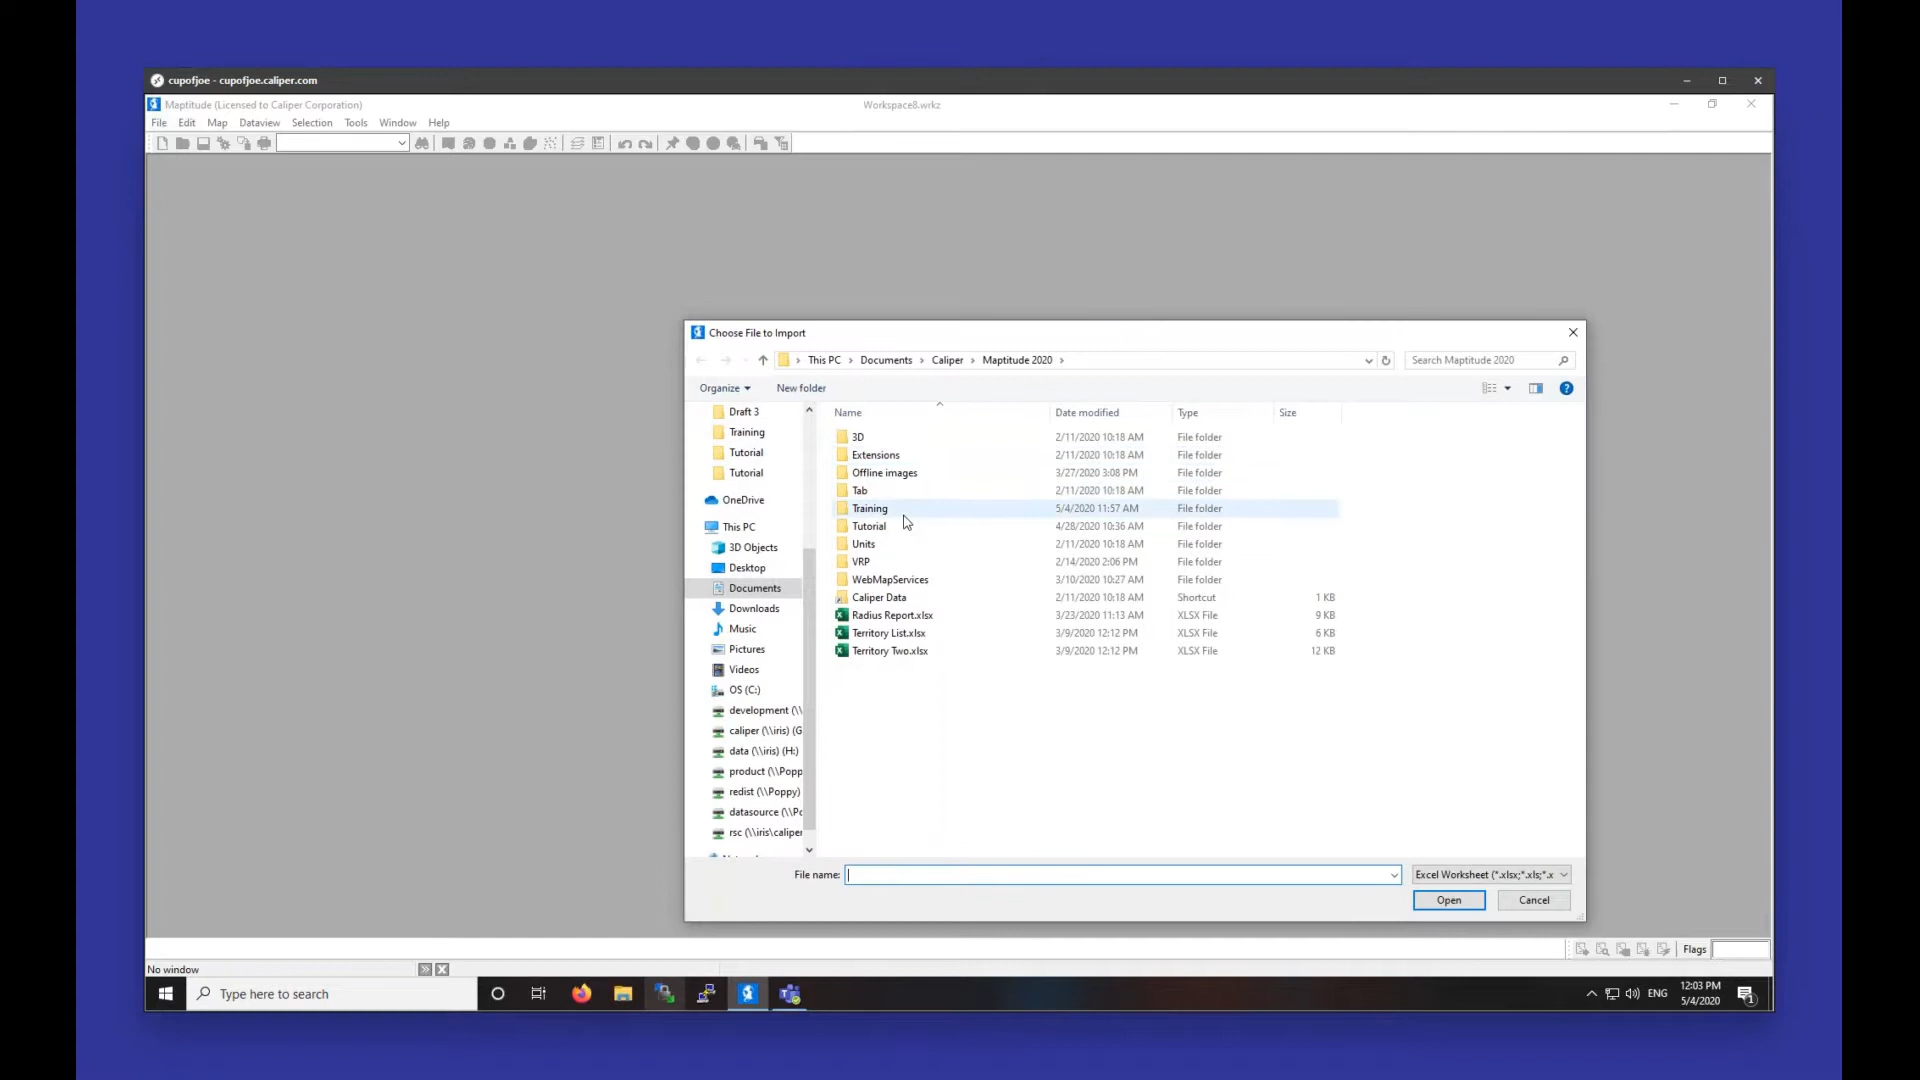 cupofjoe - cupofjoe.caliper.com
Maptitude (Licensed to Caliper Corporation)
Workspace8.wrkz
File Edit Map Dataview Selection Tools Window Help
Choose File to Import
This PC Documents Caliper Maptitude 2020
Search Maptitude 2020
Organize New folder
Draft 3
Training
Tutorial
Tutorial
OneDrive
This PC
3D Objects
Desktop
Documents
Downloads
Music
Pictures
Videos
OS (C:)
development (\\
caliper (\\iris) (G
data (\\iris) (H:)
product (\\Popp
redist (\\Poppy)
datasource (\\Pc
rsc (\\iris\caliper
Name Date modified Type Size
3D 2/11/2020 10:18 AM File folder
Extensions 2/11/2020 10:18 AM File folder
Offline images 3/27/2020 3:08 PM File folder
Tab 2/11/2020 10:18 AM File folder
Training 5/4/2020 11:57 AM File folder
Tutorial 4/28/2020 10:36 AM File folder
Units 2/11/2020 10:18 AM File folder
VRP 2/14/2020 2:06 PM File folder
WebMapServices 3/10/2020 10:27 AM File folder
Caliper Data 2/11/2020 10:18 AM Shortcut 1 KB
Radius Report.xlsx 3/23/2020 11:13 AM XLSX File 9 KB
Territory List.xlsx 3/9/2020 12:12 PM XLSX File 6 KB
Territory Two.xlsx 3/9/2020 12:12 PM XLSX File 12 KB
File name: Excel Worksheet (*.xlsx;*.xls;*.x
Open Cancel
Flags
No window
Type here to search
ENG
12:03 PM
5/4/2020
1